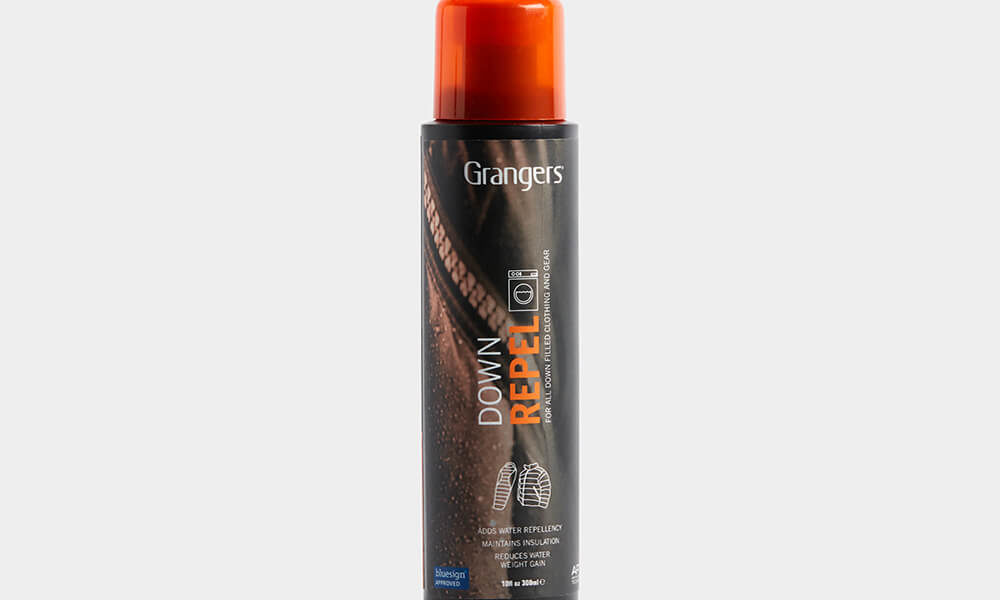 Grangers®
DOWN
REPEL
FOR ALL DOWN FILLED CLOTHING AND GEAR
ADDS WATER REPELLENCY
MAINTAINS INSULATION
REDUCES WATER
WEIGHT GAIN
bluesign®
APPROVED
10fl oz 300ml ℮